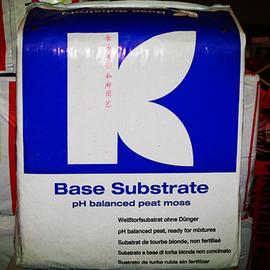 K
Base Substrate
pH balanced peat moss
Weißtorfsubstrat ohne Dünger
pH balanced peat, ready for mixtures
Substrat de tourbe blonde, non fertilisé
Substrato a base di torba bionda non concimato
Sustrato de turba rubia sin fertilizar